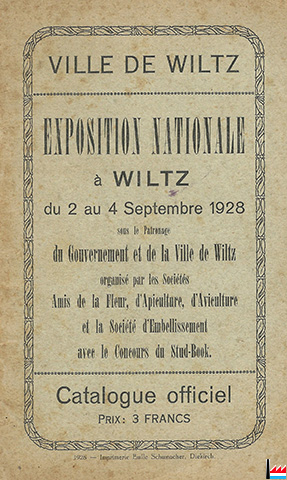 VILLE DE WILTZ
EXPOSITION NATIONALE
à WILTZ
du 2 au 4 Septembre 1928
sous le Patronage
du Gouvernement et de la Ville de Wiltz
organisé par les Sociétés
Amis de la Fleur, d'Apiculture, d'Aviculture
et la Société d'Embellissement
avec le Concours du Stud-Book.
Catalogue officiel
PRIX: 3 FRANCS
1928 — Imprimerie Emile Schumacher, Diekirch.